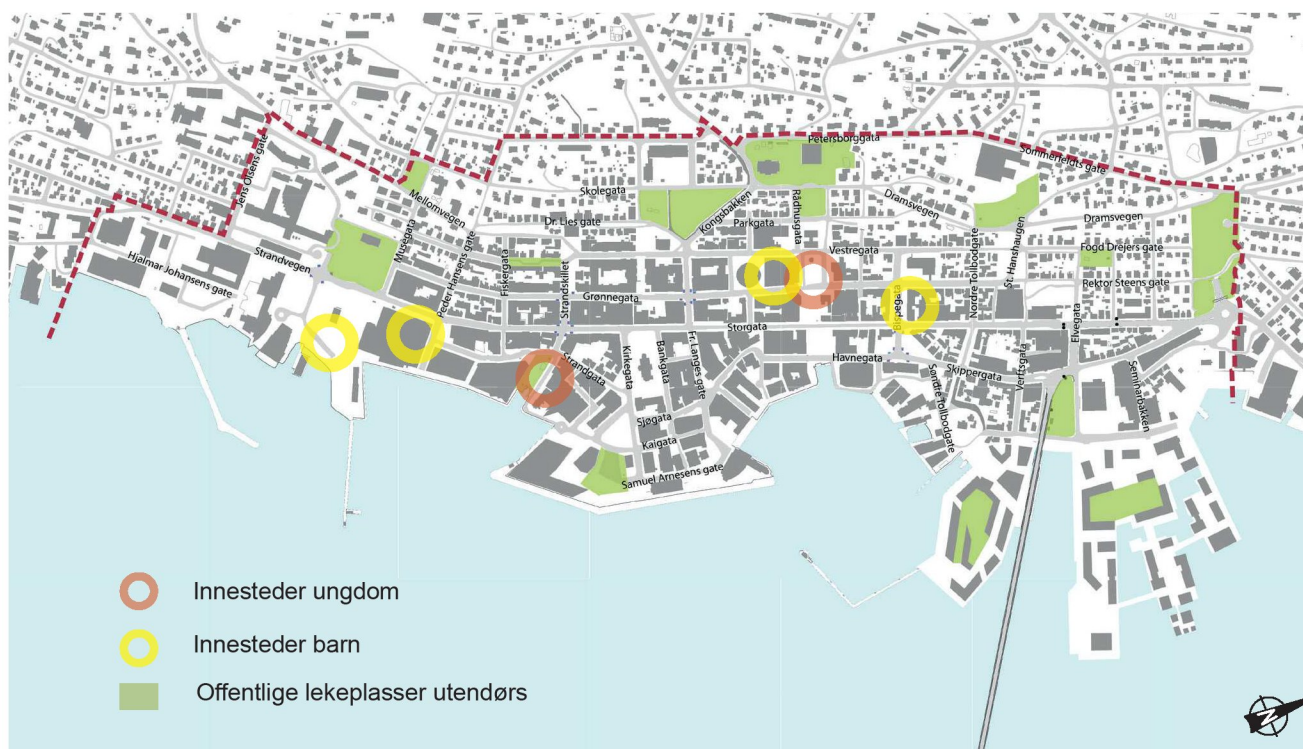 Petersborggata
Sommerfeldts gate
Jens Olsens gate
Skolegata
Mellomvegen
Kongsbakken
Rådhusgata
Dramsvegen
Dramsvegen
Dr. Lies gate
Parkgata
Musegata
Peder Hansens gate
Strandvegen
Vestregata
Fogd Drejers gate
St. Hanshaugen
Nordre Tollbodgate
Hjalmar Johansens gate
Fiskergata
Strandskillet
Grønnegata
Rektor Steens gate
Storgata
Elvegata
Strandgata
Kirkegata
Bankgata
Fr. Langes gate
Havnegata
Skippergata
Verftsgata
Søndre Tollbodgate
Seminarbakken
Sjøgata
Kaigata
Samuel Arnesens gate
Innesteder ungdom
Innesteder barn
Offentlige lekeplasser utendørs
N